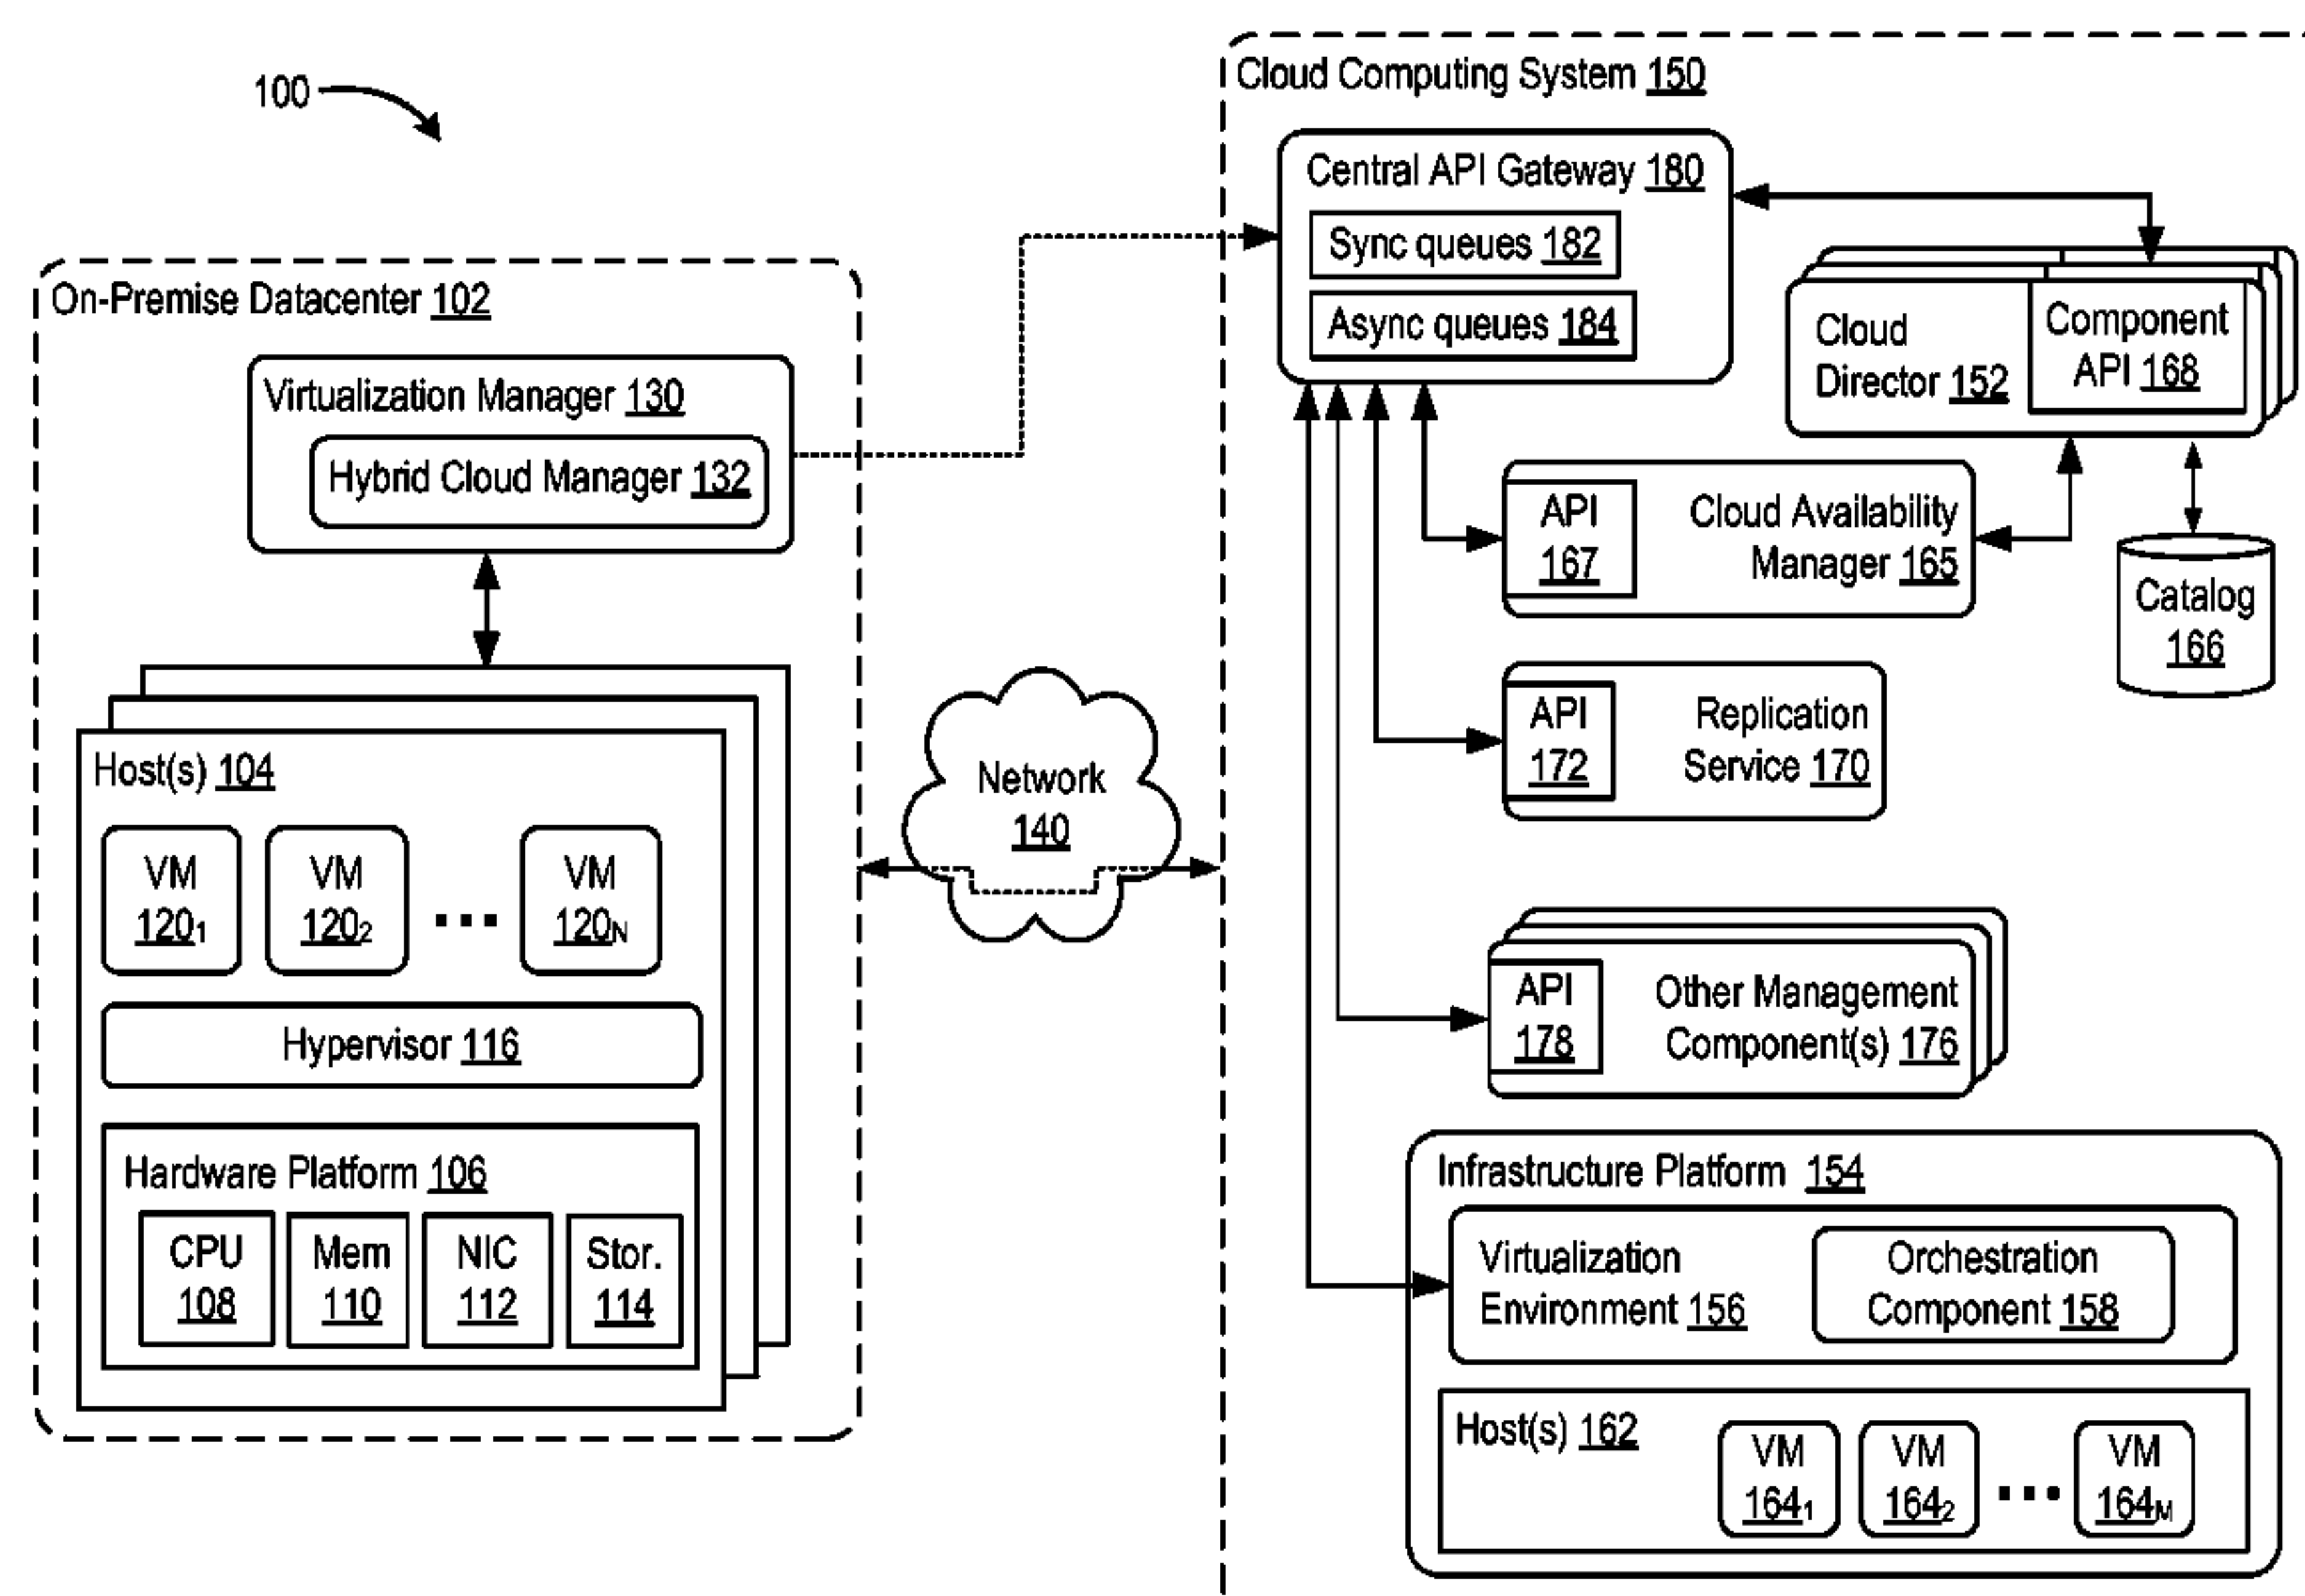 100
On-Premise Datacenter 102
Virtualization Manager 130
Hybrid Cloud Manager 132
Host(s) 104
VM
120₁
VM
120₂
...
VM
120N
Hypervisor 116
Hardware Platform 106
CPU
108
Mem
110
NIC
112
Stor.
114
Network
140
Cloud Computing System 150
Central API Gateway 180
Sync queues 182
Async queues 184
Cloud
Director 152
Component
API 168
API
167
Cloud Availability
Manager 165
Catalog
166
API
172
Replication
Service 170
API
178
Other Management
Component(s) 176
Infrastructure Platform 154
Virtualization
Environment 156
Orchestration
Component 158
Host(s) 162
VM
164₁
VM
164₂
...
VM
164M